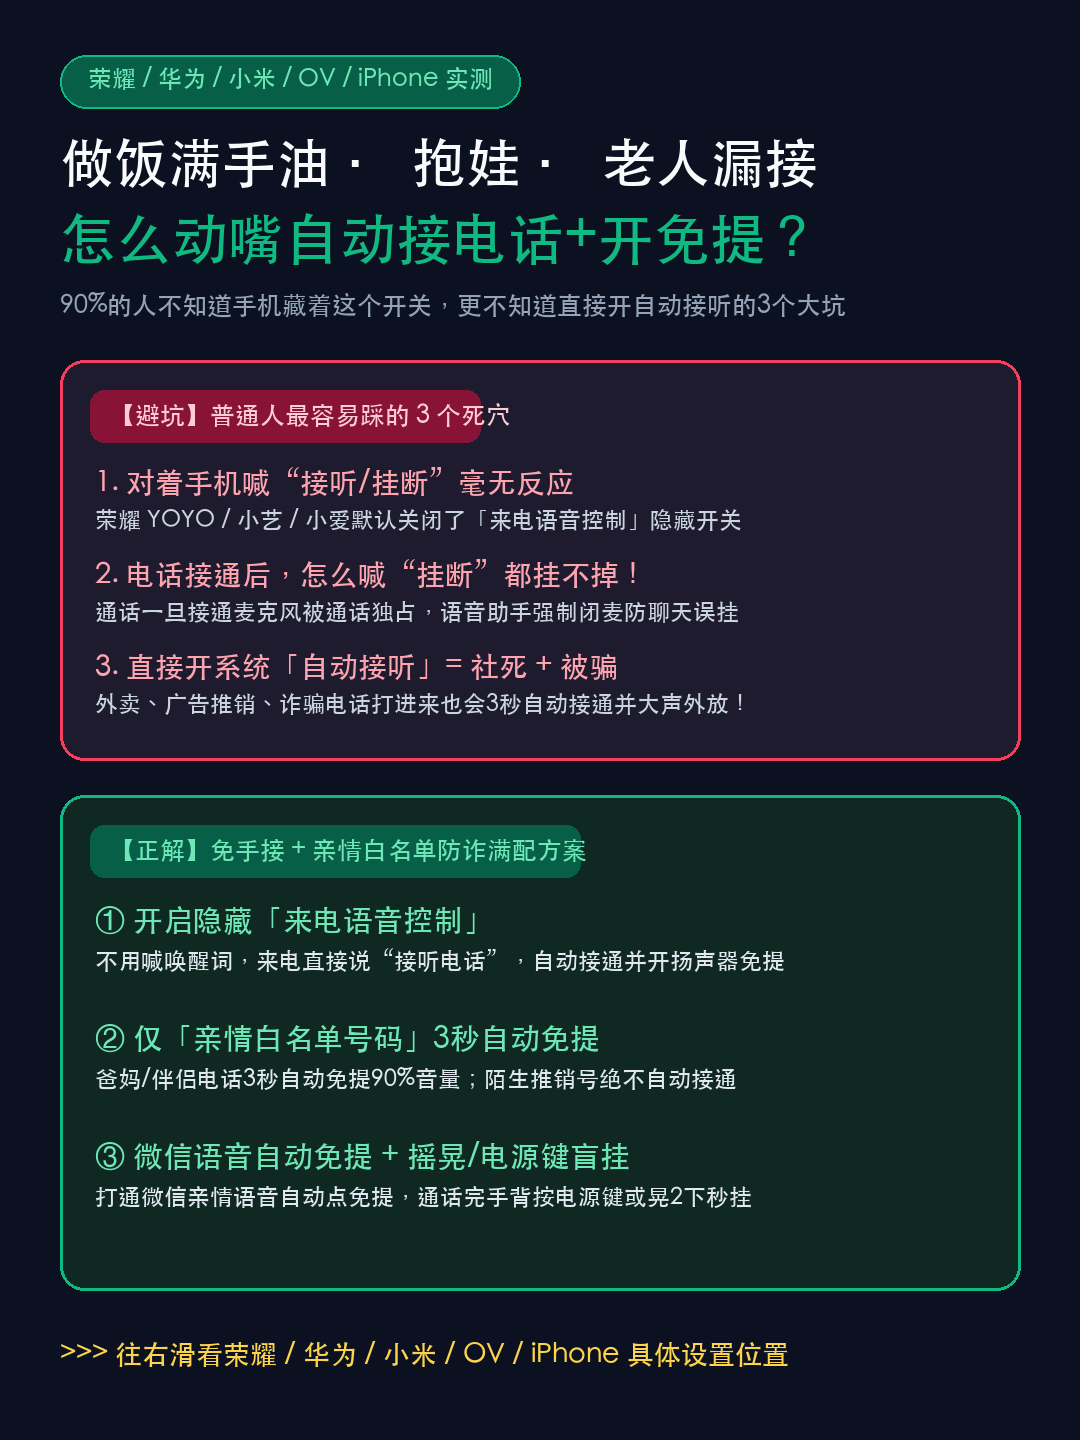 荣耀 / 华为 / 小米 / OV / iPhone 实测
做饭满手油 · 抱娃 · 老人漏接
怎么动嘴自动接电话+开免提？
90%的人不知道手机藏着这个开关，更不知道直接开自动接听的3个大坑
【避坑】普通人最容易踩的 3 个死穴
1. 对着手机喊“接听/挂断”毫无反应
荣耀 YOYO / 小艺 / 小爱默认关闭了「来电语音控制」隐藏开关
2. 电话接通后，怎么喊“挂断”都挂不掉！
通话一旦接通麦克风被通话独占，语音助手强制闭麦防聊天误挂
3. 直接开系统「自动接听」= 社死 + 被骗
外卖、广告推销、诈骗电话打进来也会3秒自动接通并大声外放！
【正解】免手接 + 亲情白名单防诈满配方案
① 开启隐藏「来电语音控制」
不用喊唤醒词，来电直接说“接听电话”，自动接通并开扬声器免提
② 仅「亲情白名单号码」3秒自动免提
爸妈/伴侣电话3秒自动免提90%音量；陌生推销号绝不自动接通
③ 微信语音自动免提 + 摇晃/电源键盲挂
打通微信亲情语音自动点免提，通话完手背按电源键或晃2下秒挂
>>> 往右滑看荣耀 / 华为 / 小米 / OV / iPhone 具体设置位置